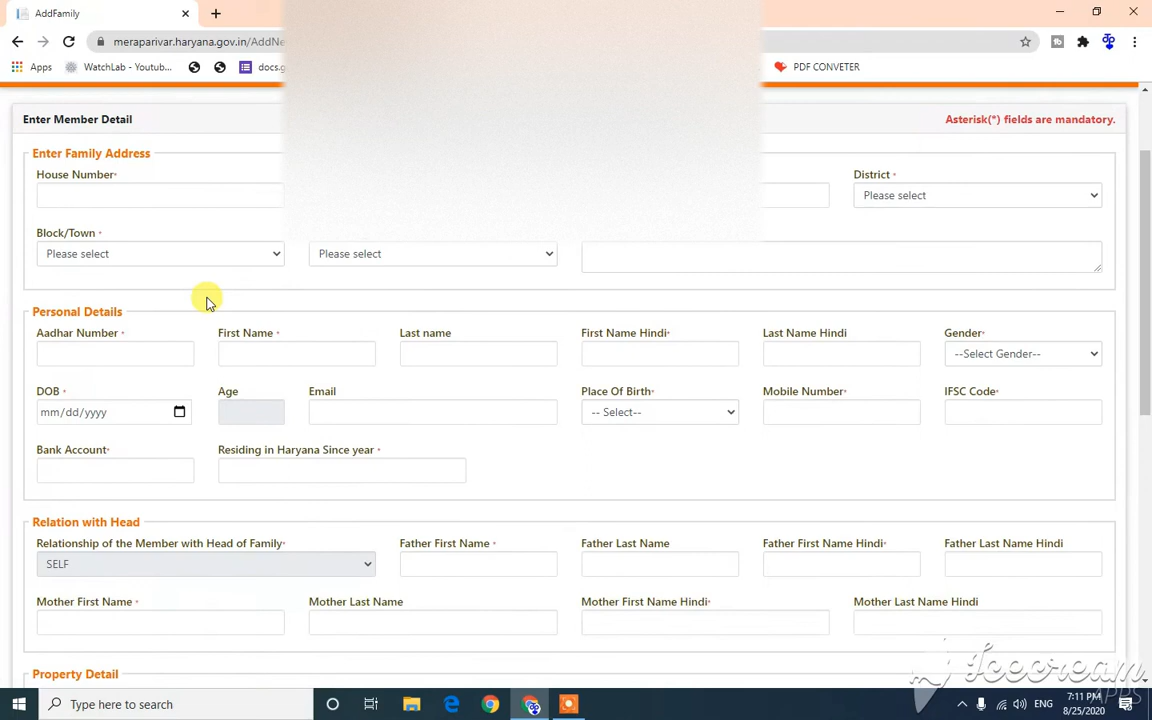 AddFamily
meraparivar.haryana.gov.in/AddNe
Apps WatchLab - Youtub... docs.g PDF CONVETER
Enter Member Detail Asterisk(*) fields are mandatory.
Enter Family Address
House Number* District *
Please select
Block/Town *
Please select Please select
Personal Details
Aadhar Number * First Name * Last name First Name Hindi* Last Name Hindi Gender*
--Select Gender--
DOB * Age Email Place Of Birth* Mobile Number* IFSC Code*
mm/dd/yyyy -- Select--
Bank Account* Residing in Haryana Since year *
Relation with Head
Relationship of the Member with Head of Family* Father First Name * Father Last Name Father First Name Hindi* Father Last Name Hindi
SELF
Mother First Name * Mother Last Name Mother First Name Hindi* Mother Last Name Hindi
Property Detail
Icecream
APPS
Type here to search ENG 7:11 PM
8/25/2020